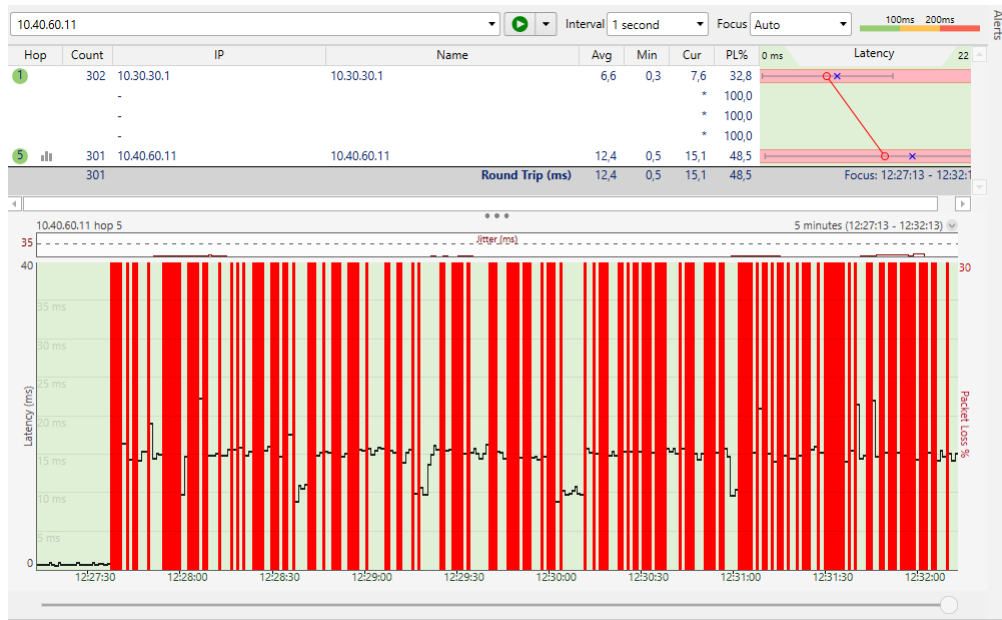 10.40.60.11 Interval 1 second Focus Auto 100ms 200ms
Alerts
Hop Count IP Name Avg Min Cur PL% 0 ms Latency 22
1 302 10.30.30.1 10.30.30.1 6,6 0,3 7,6 32,8
- * 100,0
- * 100,0
- * 100,0
5 301 10.40.60.11 10.40.60.11 12,4 0,5 15,1 48,5
301 Round Trip (ms) 12,4 0,5 15,1 48,5 Focus: 12:27:13 - 12:32:1
10.40.60.11 hop 5 5 minutes (12:27:13 - 12:32:13)
35 Jitter (ms)
40 30
35 ms
30 ms
25 ms
20 ms
15 ms
10 ms
5 ms
0
Latency (ms)
Packet Loss %
12:27:30 12:28:00 12:28:30 12:29:00 12:29:30 12:30:00 12:30:30 12:31:00 12:31:30 12:32:00